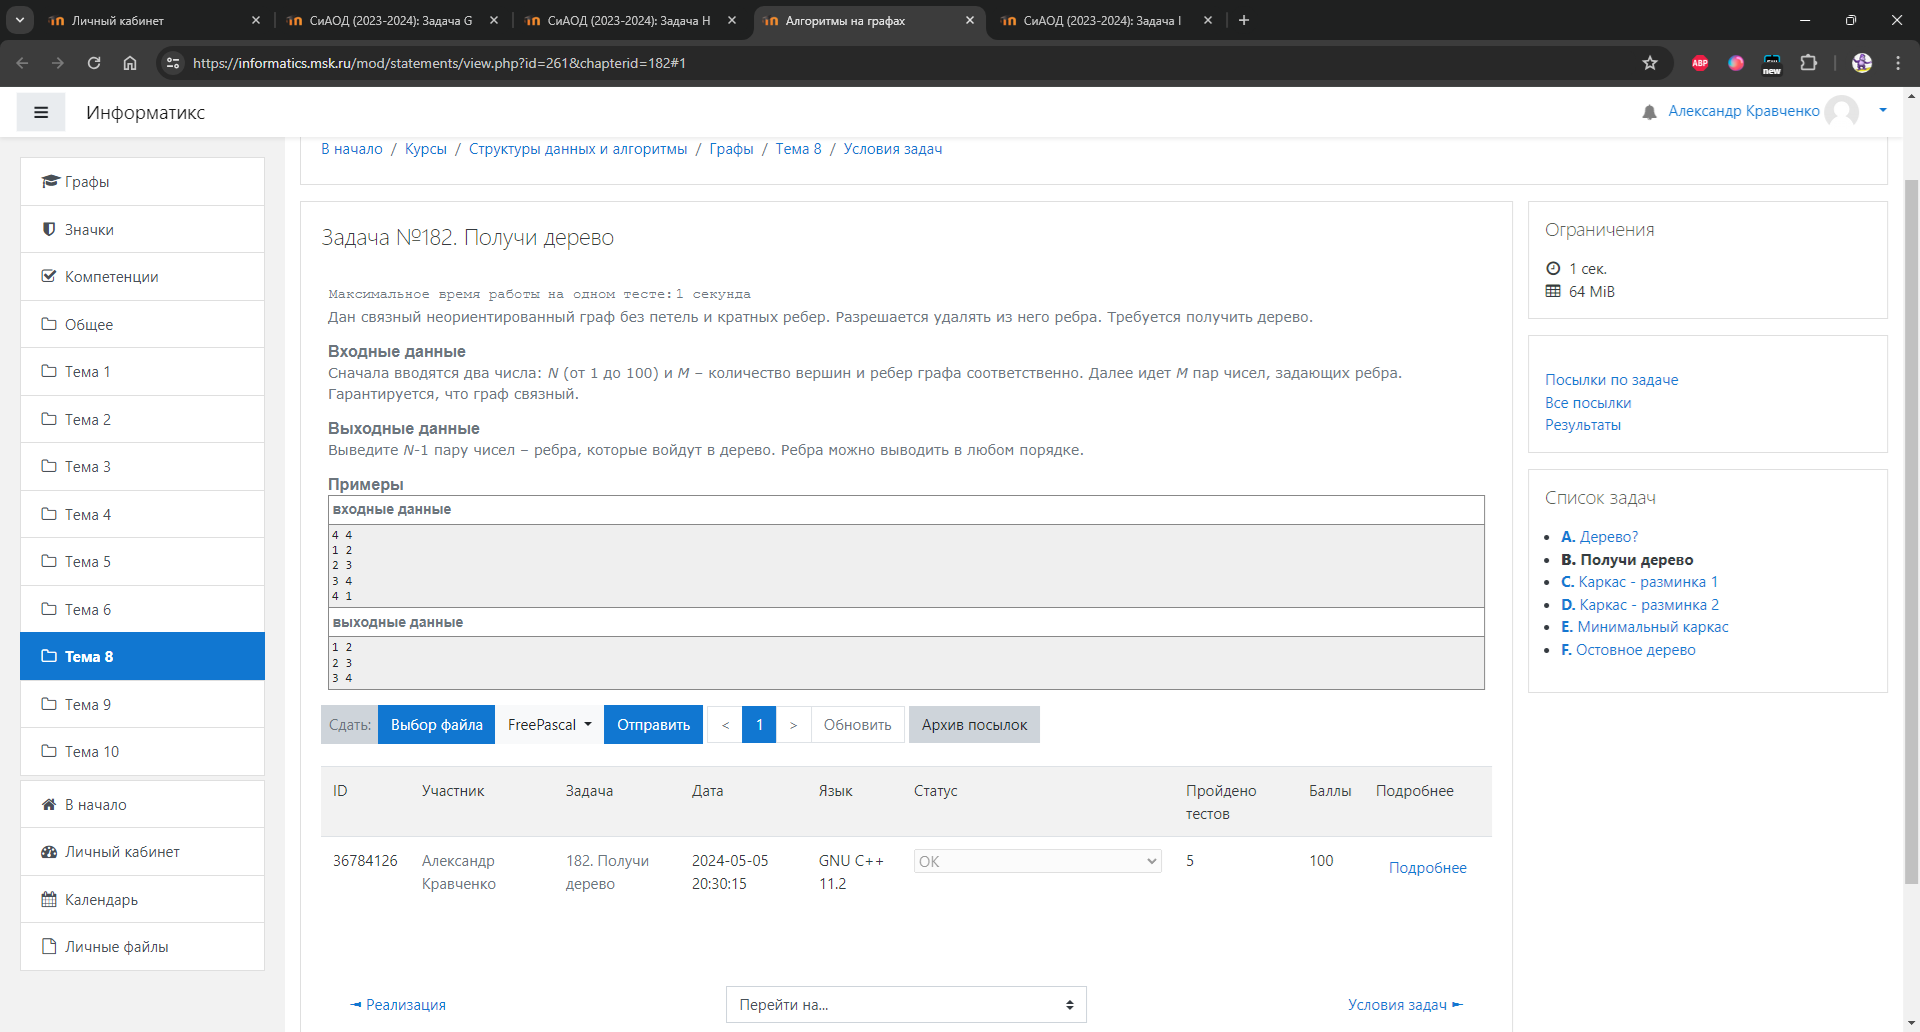 Личный кабинет
СиАОД (2023-2024): Задача G
СиАОД (2023-2024): Задача H
Алгоритмы на графах
СиАОД (2023-2024): Задача I
https://informatics.msk.ru/mod/statements/view.php?id=261&chapterid=182#1
ABP
new
Информатикс
Александр Кравченко
В начало / Курсы / Структуры данных и алгоритмы / Графы / Тема 8 / Условия задач
Графы
Значки
Компетенции
Общее
Тема 1
Тема 2
Тема 3
Тема 4
Тема 5
Тема 6
Тема 8
Тема 9
Тема 10
В начало
Личный кабинет
Календарь
Личные файлы
Задача №182. Получи дерево
Максимальное время работы на одном тесте: 1 секунда
Дан связный неориентированный граф без петель и кратных ребер. Разрешается удалять из него ребра. Требуется получить дерево.
Входные данные
Сначала вводятся два числа: N (от 1 до 100) и M – количество вершин и ребер графа соответственно. Далее идет M пар чисел, задающих ребра.
Гарантируется, что граф связный.
Выходные данные
Выведите N-1 пару чисел – ребра, которые войдут в дерево. Ребра можно выводить в любом порядке.
Примеры
входные данные
4 4
1 2
2 3
3 4
4 1
выходные данные
1 2
2 3
3 4
Сдать: Выбор файла FreePascal Отправить < 1 > Обновить Архив посылок
ID Участник Задача Дата Язык Статус Пройдено Баллы Подробнее
тестов
36784126 Александр 182. Получи 2024-05-05 GNU C++ OK 5 100 Подробнее
Кравченко дерево 20:30:15 11.2
◄ Реализация
Перейти на...
Условия задач ►
Ограничения
1 сек.
64 MiB
Посылки по задаче
Все посылки
Результаты
Список задач
A. Дерево?
B. Получи дерево
C. Каркас - разминка 1
D. Каркас - разминка 2
E. Минимальный каркас
F. Остовное дерево